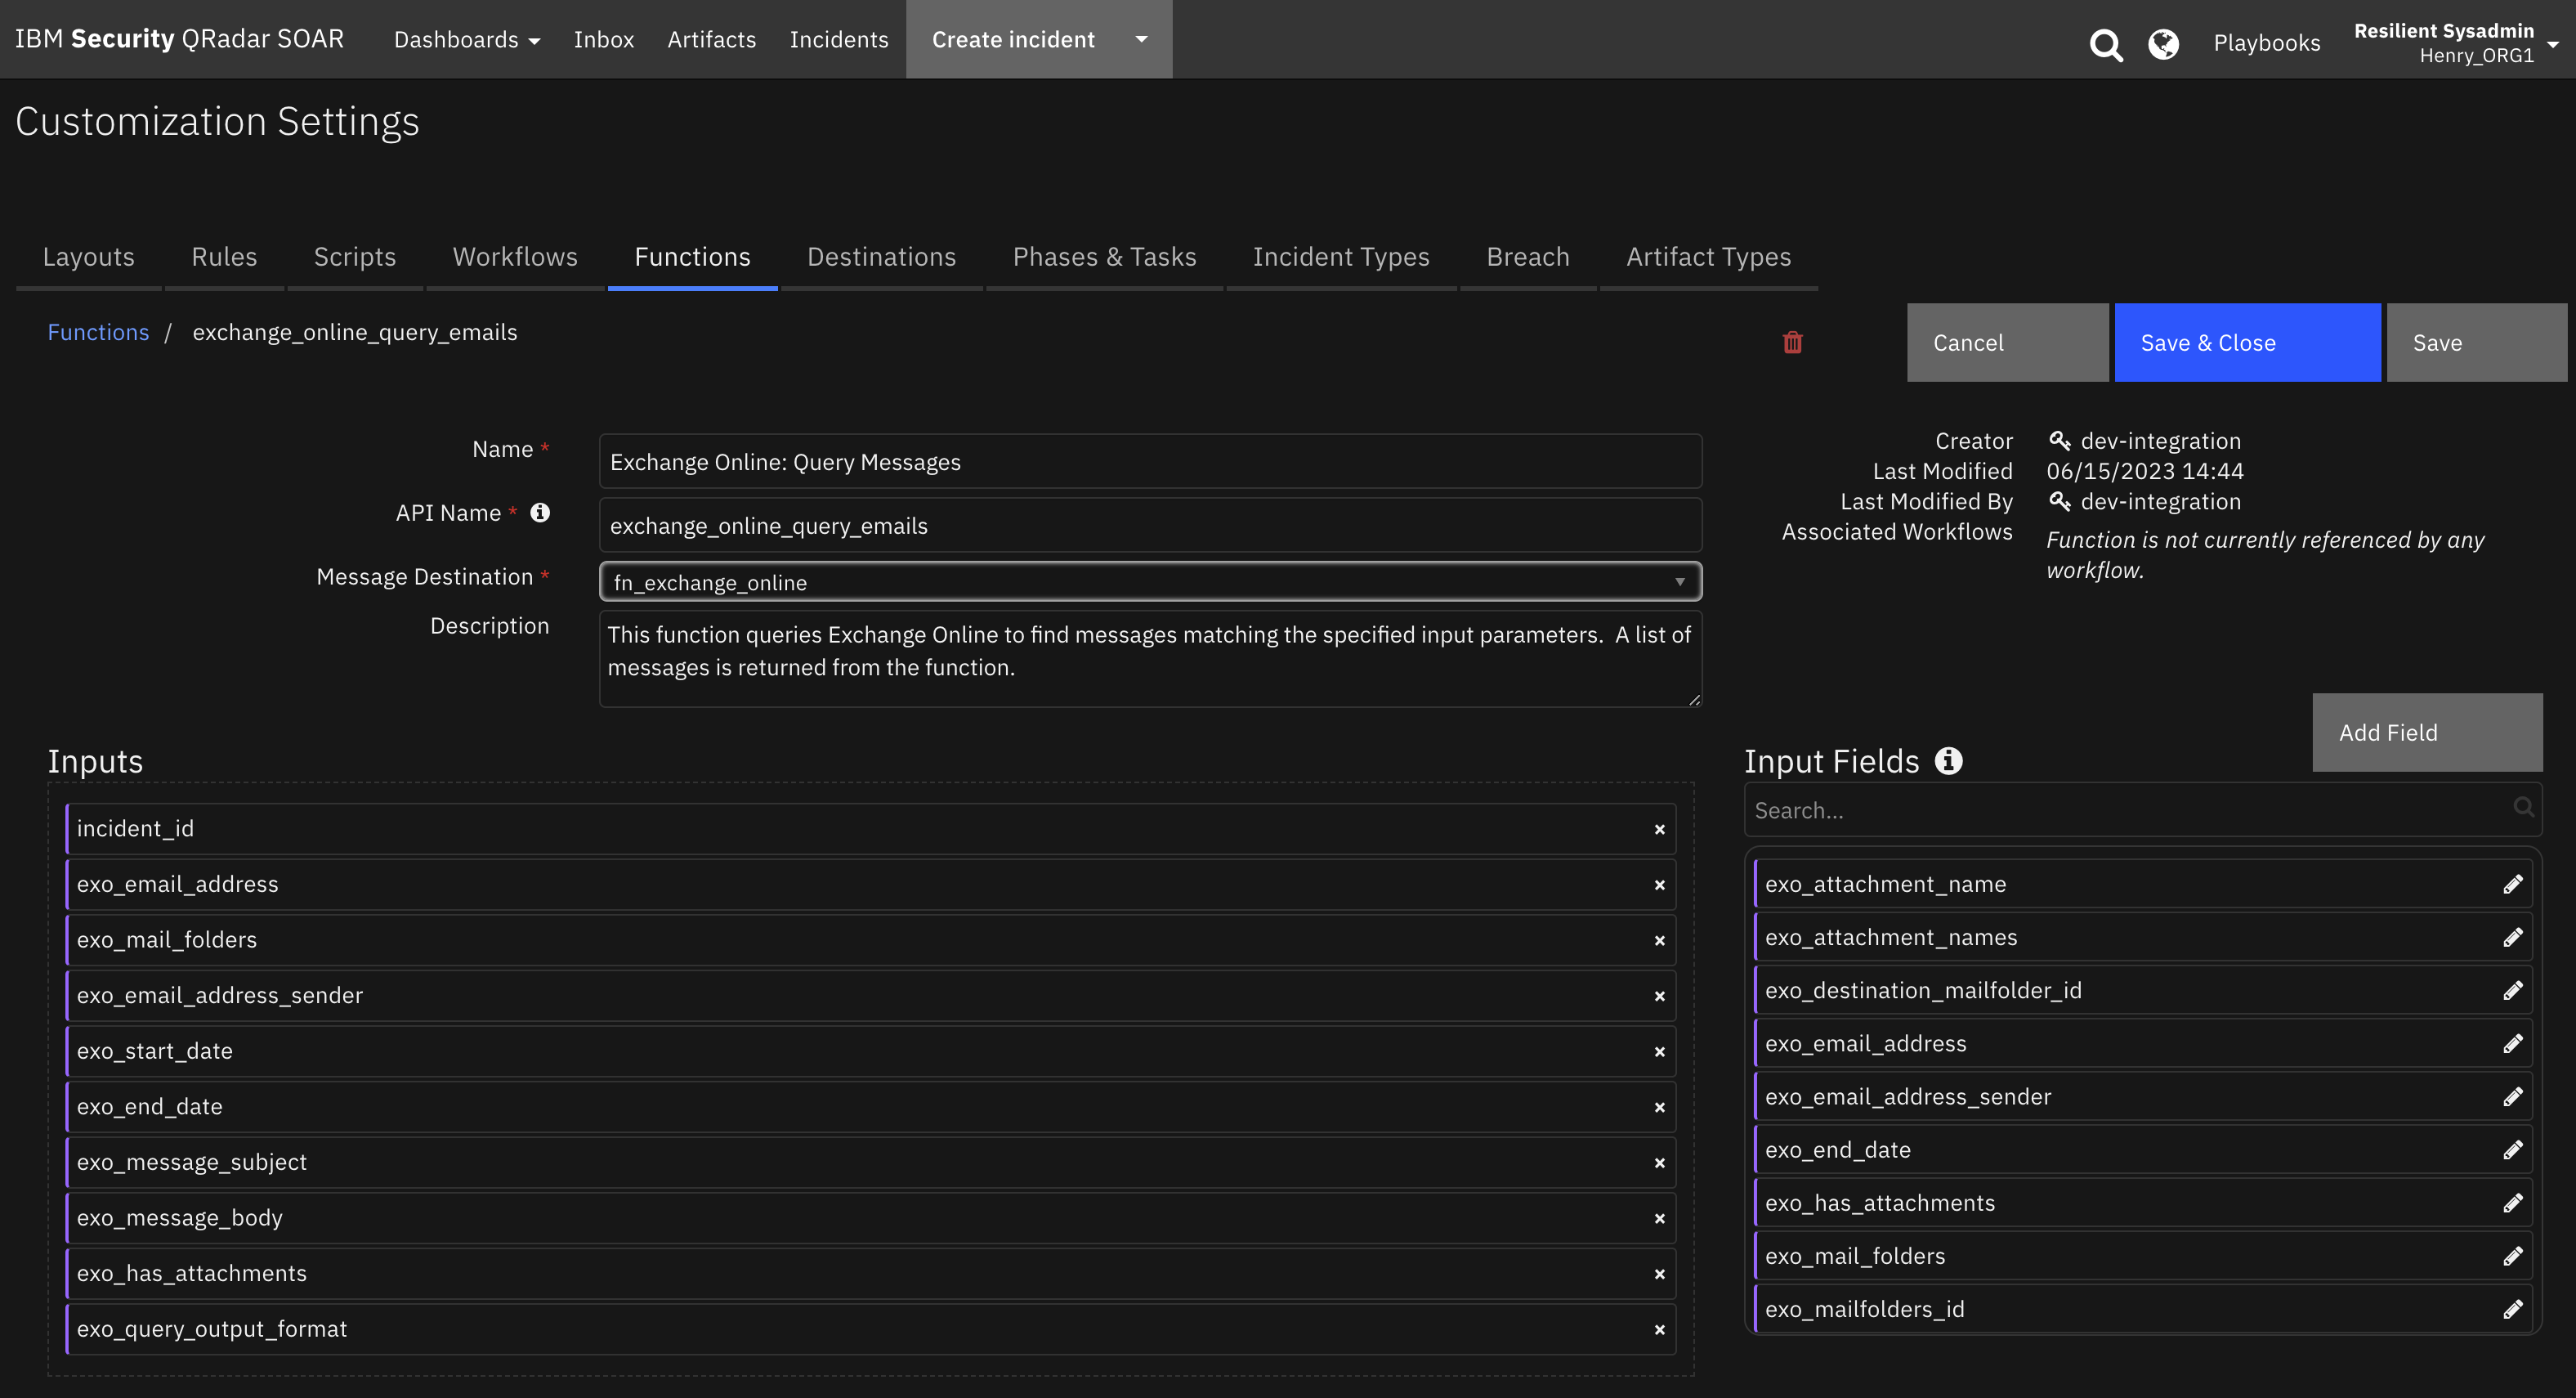 IBM Security QRadar SOAR
Dashboards
Inbox
Artifacts
Incidents
Create incident
Playbooks
Resilient Sysadmin
Henry_ORG1
Customization Settings
Layouts
Rules
Scripts
Workflows
Functions
Destinations
Phases & Tasks
Incident Types
Breach
Artifact Types
Functions / exchange_online_query_emails
Cancel
Save & Close
Save
Name *
Exchange Online: Query Messages
API Name *
exchange_online_query_emails
Message Destination *
fn_exchange_online
Description
This function queries Exchange Online to find messages matching the specified input parameters.  A list of
messages is returned from the function.
Creator
dev-integration
Last Modified
06/15/2023 14:44
Last Modified By
dev-integration
Associated Workflows
Function is not currently referenced by any
workflow.
Inputs
incident_id
exo_email_address
exo_mail_folders
exo_email_address_sender
exo_start_date
exo_end_date
exo_message_subject
exo_message_body
exo_has_attachments
exo_query_output_format
Input Fields
Add Field
Search...
exo_attachment_name
exo_attachment_names
exo_destination_mailfolder_id
exo_email_address
exo_email_address_sender
exo_end_date
exo_has_attachments
exo_mail_folders
exo_mailfolders_id